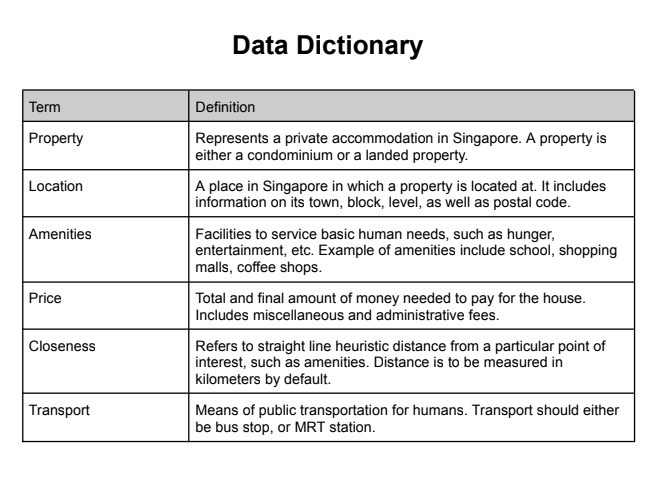 Data Dictionary
Term
Definition
Property
Represents a private accommodation in Singapore. A property is
either a condominium or a landed property.
Location
A place in Singapore in which a property is located at. It includes
information on its town, block, level, as well as postal code.
Amenities
Facilities to service basic human needs, such as hunger,
entertainment, etc. Example of amenities include school, shopping
malls, coffee shops.
Price
Total and final amount of money needed to pay for the house.
Includes miscellaneous and administrative fees.
Closeness
Refers to straight line heuristic distance from a particular point of
interest, such as amenities. Distance is to be measured in
kilometers by default.
Transport
Means of public transportation for humans. Transport should either
be bus stop, or MRT station.